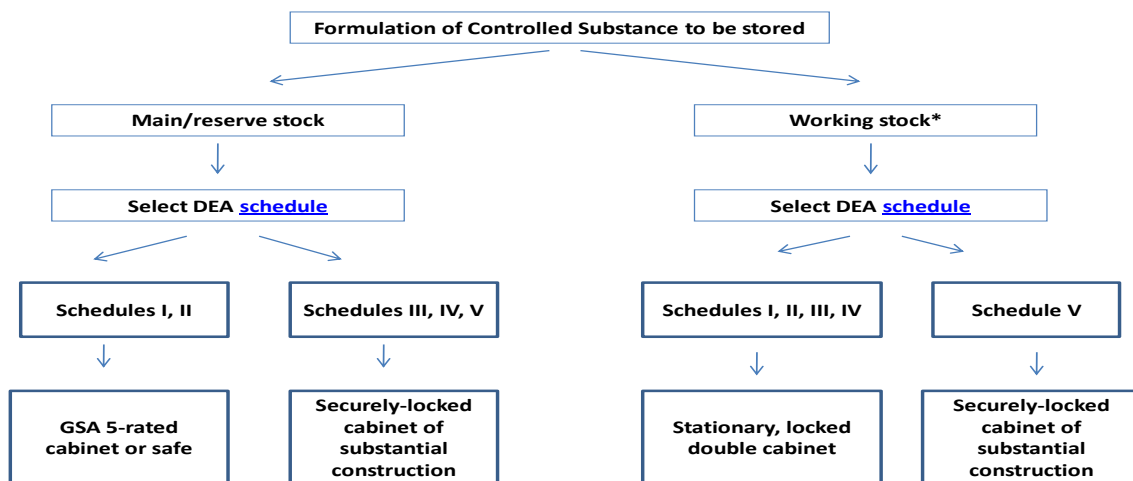 Formulation of Controlled Substance to be stored
Main/reserve stock
Working stock*
Select DEA schedule
Select DEA schedule
Schedules I, II
Schedules III, IV, V
Schedules I, II, III, IV
Schedule V
GSA 5-rated
cabinet or safe
Securely-locked
cabinet of
substantial
construction
Stationary, locked
double cabinet
Securely-locked
cabinet of
substantial
construction